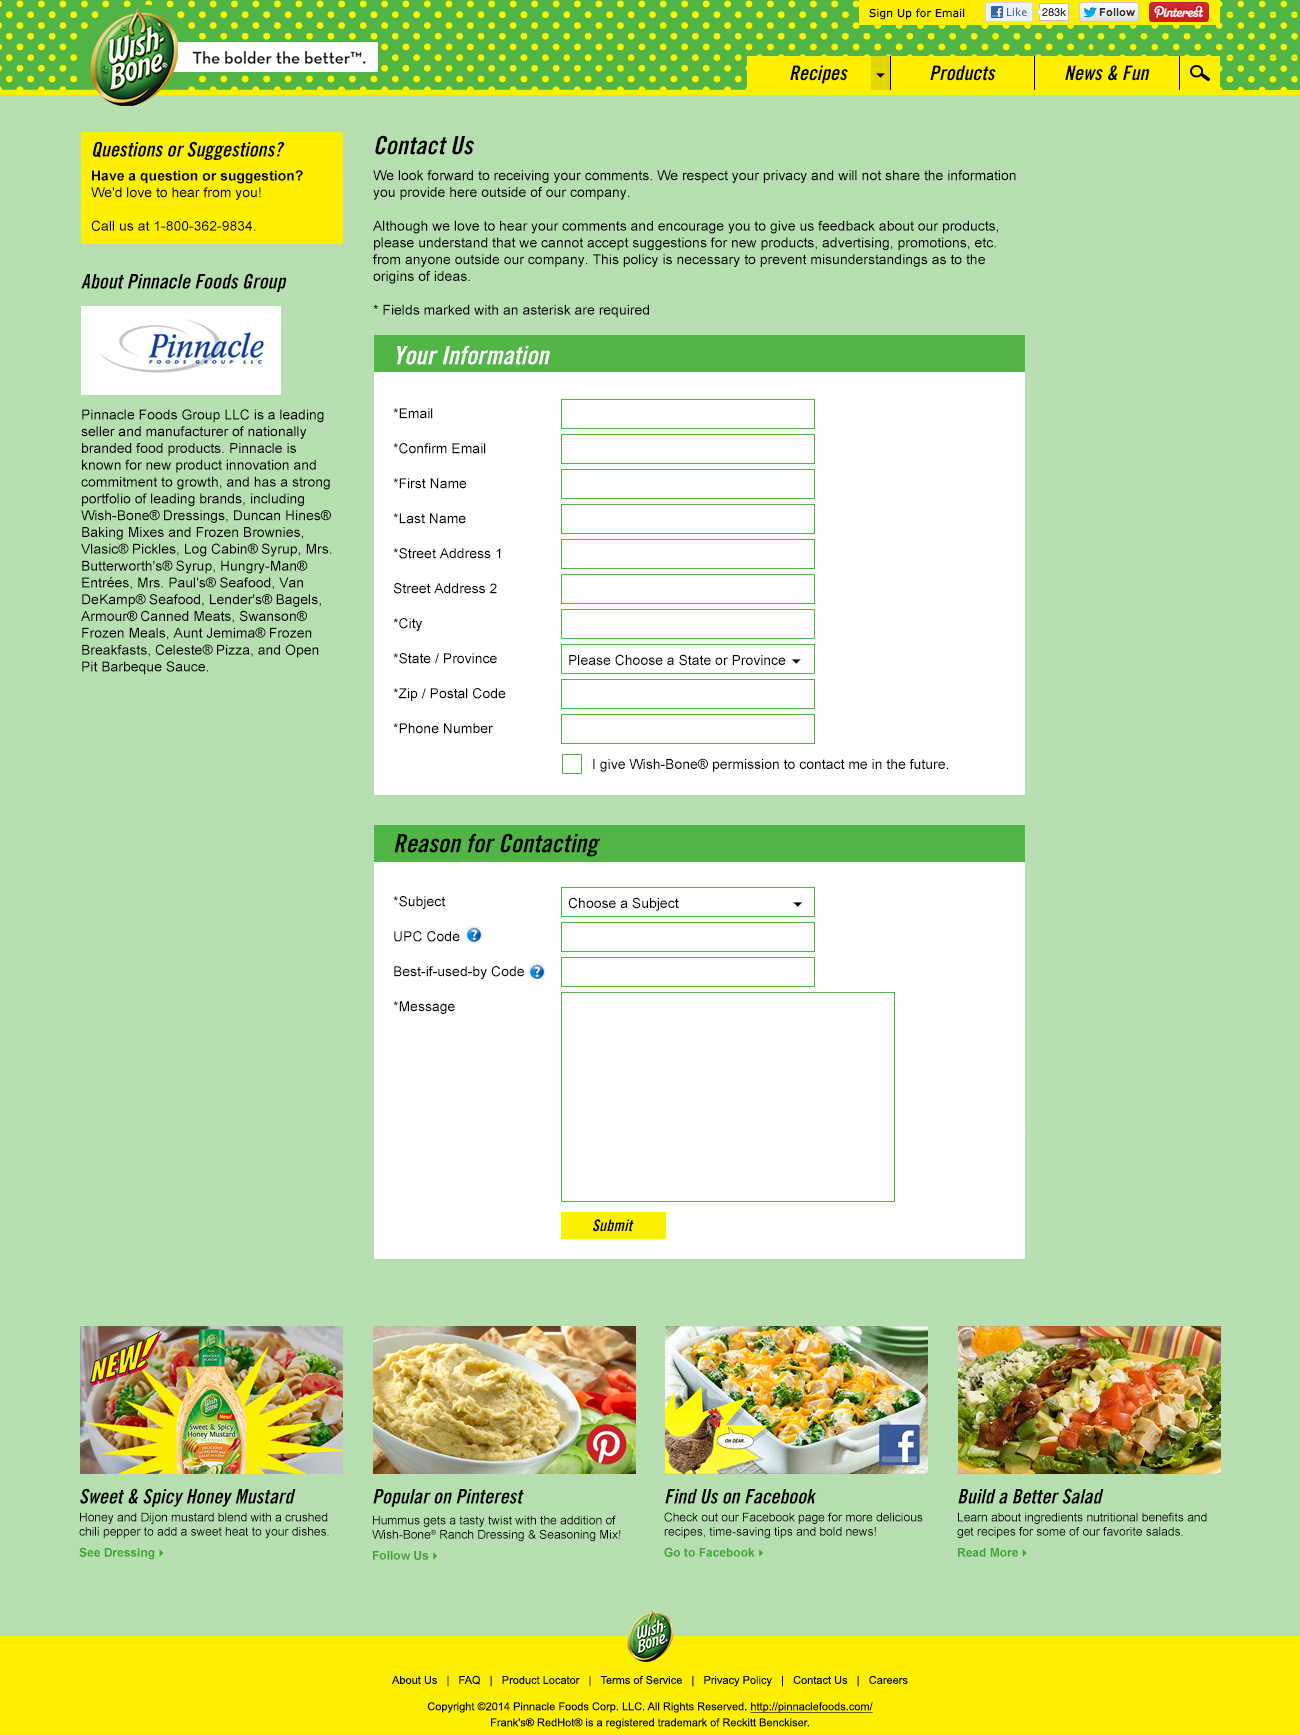 Sign Up for Email
Like
283k
Follow
Pinterest
Wish-
Bone®
The bolder the better™.
Recipes
Products
News & Fun
Questions or Suggestions?
Have a question or suggestion?
We'd love to hear from you!
Call us at 1-800-362-9834.
About Pinnacle Foods Group
Pinnacle
FOODS GROUP LLC
Pinnacle Foods Group LLC is a leading
seller and manufacturer of nationally
branded food products. Pinnacle is
known for new product innovation and
commitment to growth, and has a strong
portfolio of leading brands, including
Wish-Bone® Dressings, Duncan Hines®
Baking Mixes and Frozen Brownies,
Vlasic® Pickles, Log Cabin® Syrup, Mrs.
Butterworth's® Syrup, Hungry-Man®
Entrées, Mrs. Paul's® Seafood, Van
DeKamp® Seafood, Lender's® Bagels,
Armour® Canned Meats, Swanson®
Frozen Meals, Aunt Jemima® Frozen
Breakfasts, Celeste® Pizza, and Open
Pit Barbeque Sauce.
Contact Us
We look forward to receiving your comments. We respect your privacy and will not share the information
you provide here outside of our company.
Although we love to hear your comments and encourage you to give us feedback about our products,
please understand that we cannot accept suggestions for new products, advertising, promotions, etc.
from anyone outside our company. This policy is necessary to prevent misunderstandings as to the
origins of ideas.
* Fields marked with an asterisk are required
Your Information
*Email
*Confirm Email
*First Name
*Last Name
*Street Address 1
Street Address 2
*City
*State / Province
Please Choose a State or Province
*Zip / Postal Code
*Phone Number
I give Wish-Bone® permission to contact me in the future.
Reason for Contacting
*Subject
Choose a Subject
UPC Code ?
Best-if-used-by Code ?
*Message
Submit
NEW!
Wish-
Bone
New!
Sweet & Spicy
Honey Mustard
OH DEAR.
Sweet & Spicy Honey Mustard
Honey and Dijon mustard blend with a crushed
chili pepper to add a sweet heat to your dishes.
See Dressing
Popular on Pinterest
Hummus gets a tasty twist with the addition of
Wish-Bone® Ranch Dressing & Seasoning Mix!
Follow Us
Find Us on Facebook
Check out our Facebook page for more delicious
recipes, time-saving tips and bold news!
Go to Facebook
Build a Better Salad
Learn about ingredients nutritional benefits and
get recipes for some of our favorite salads.
Read More
Wish-
Bone
About Us | FAQ | Product Locator | Terms of Service | Privacy Policy | Contact Us | Careers
Copyright ©2014 Pinnacle Foods Corp. LLC. All Rights Reserved. http://pinnaclefoods.com/
Frank's® RedHot® is a registered trademark of Reckitt Benckiser.